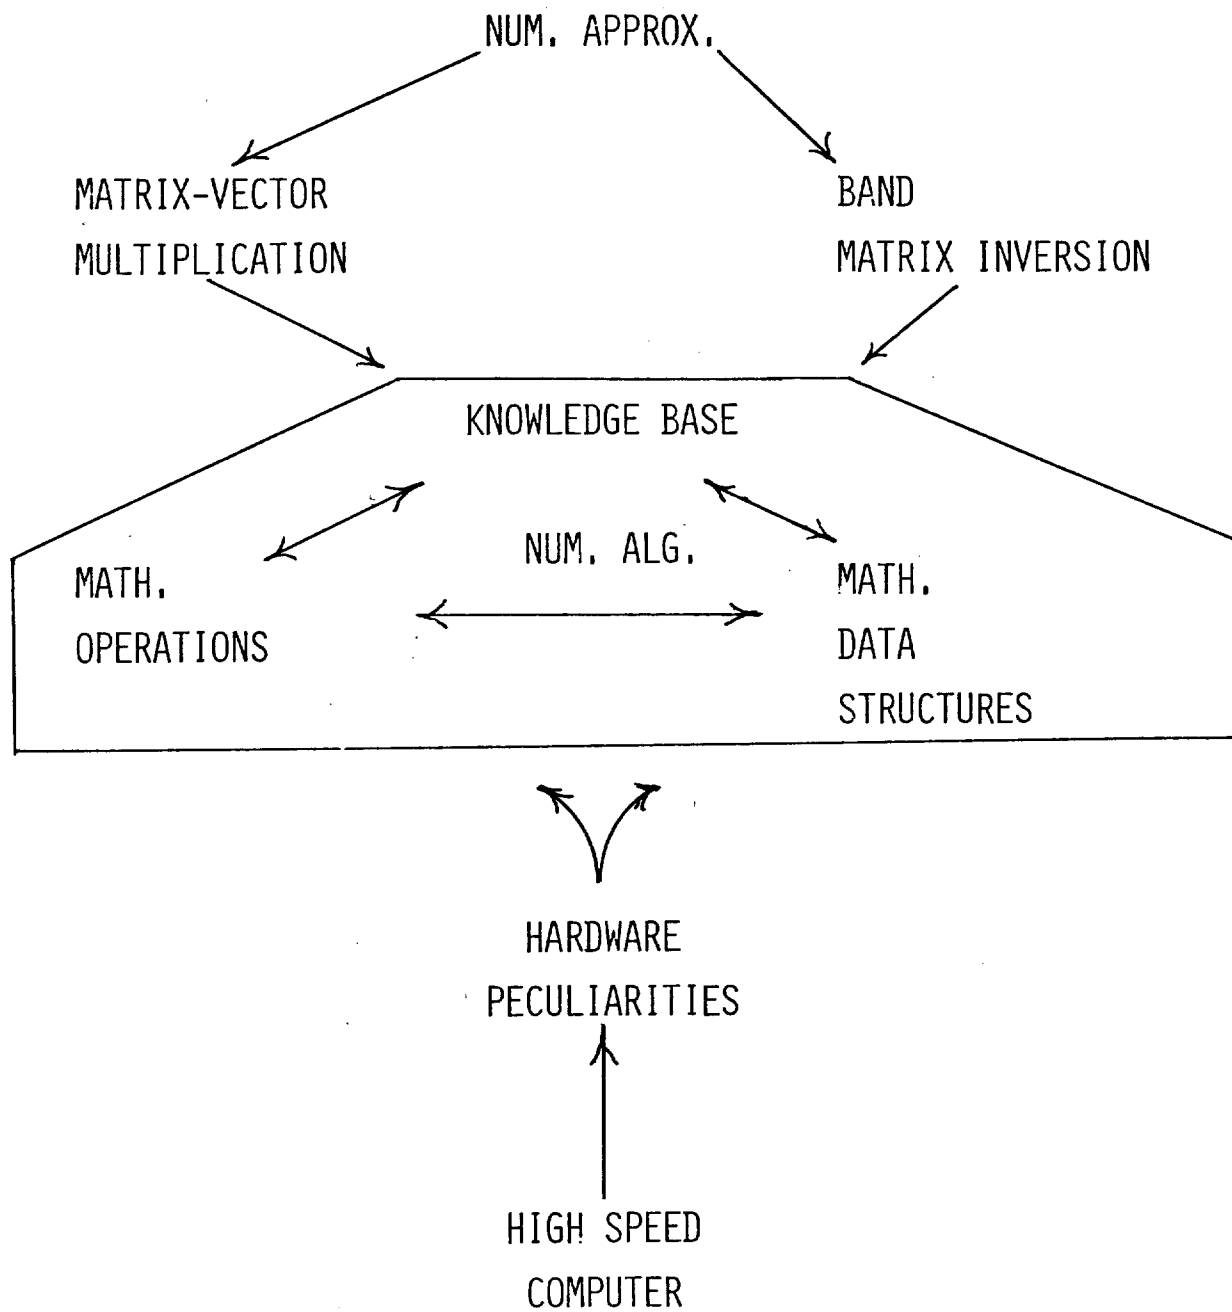 NUM. APPROX.
MATRIX-VECTOR
MULTIPLICATION
BAND
MATRIX INVERSION
KNOWLEDGE BASE
NUM. ALG.
MATH.
OPERATIONS
MATH.
DATA
STRUCTURES
HARDWARE
PECULIARITIES
HIGH SPEED
COMPUTER